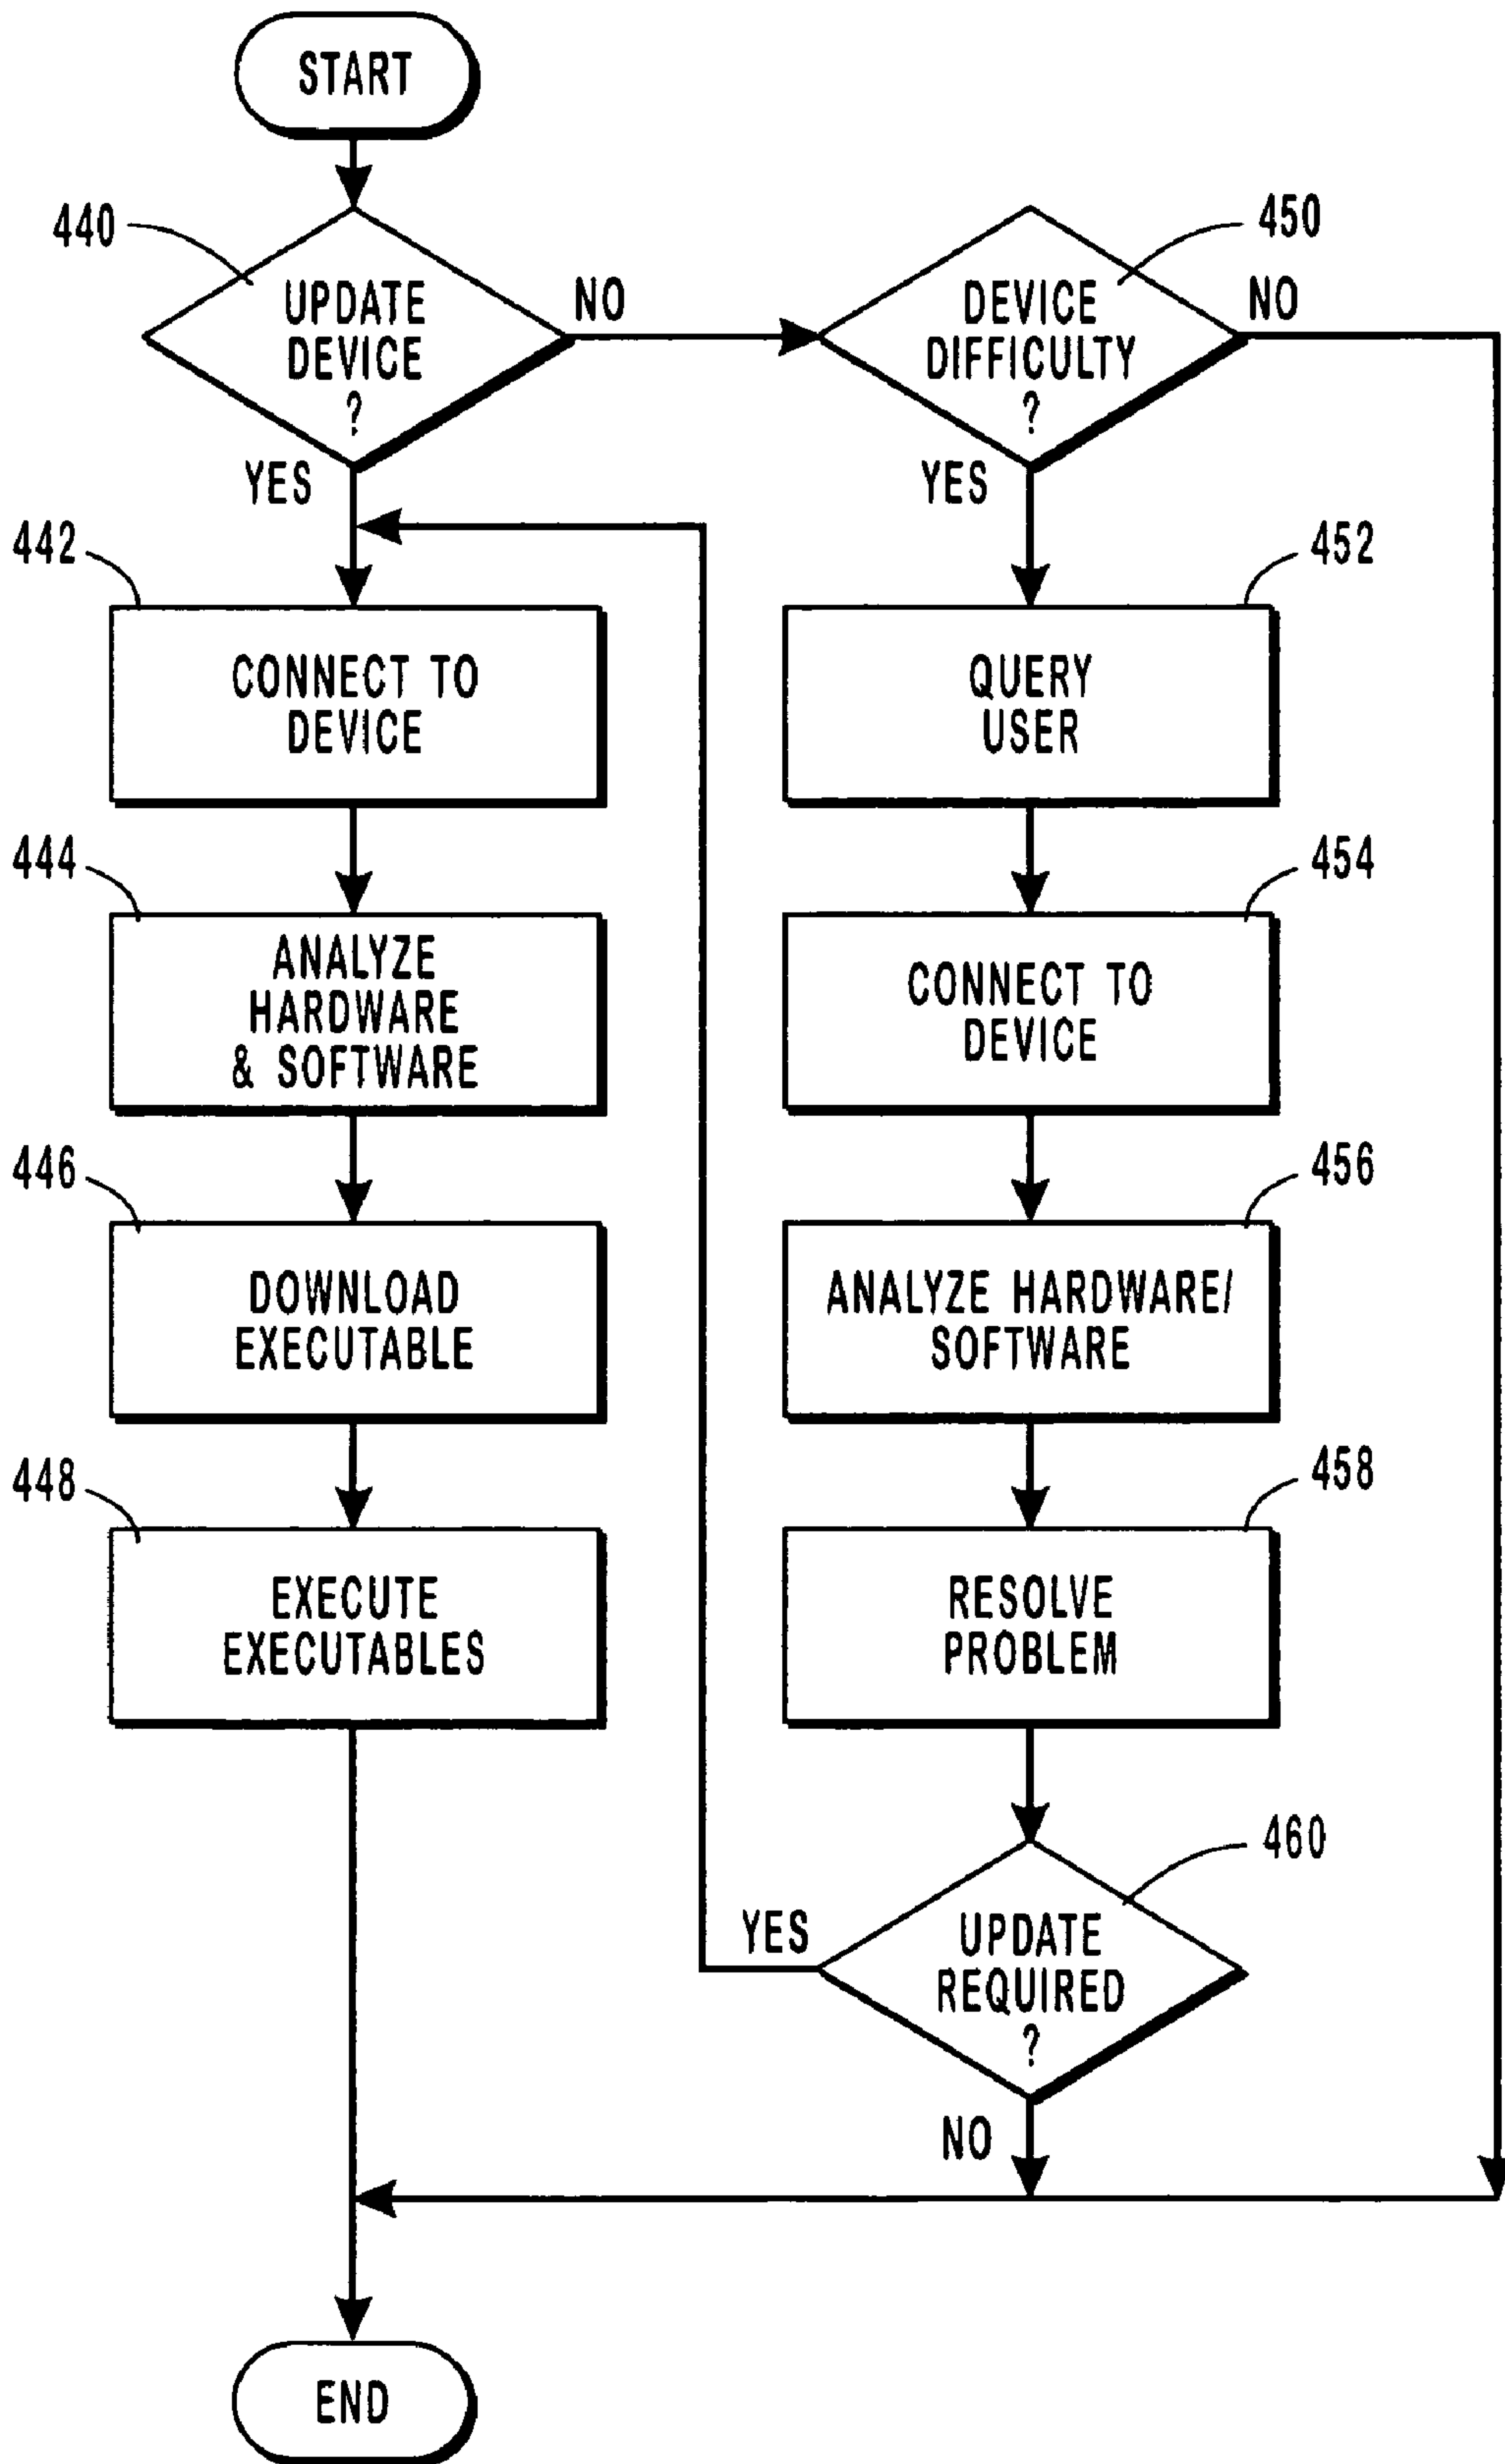 START
440
UPDATE
DEVICE
?
NO
YES
450
DEVICE
DIFFICULTY
?
NO
YES
442
CONNECT TO
DEVICE
452
QUERY
USER
444
ANALYZE
HARDWARE
& SOFTWARE
454
CONNECT TO
DEVICE
446
DOWNLOAD
EXECUTABLE
456
ANALYZE HARDWARE/
SOFTWARE
448
EXECUTE
EXECUTABLES
458
RESOLVE
PROBLEM
460
UPDATE
REQUIRED
?
YES
NO
END